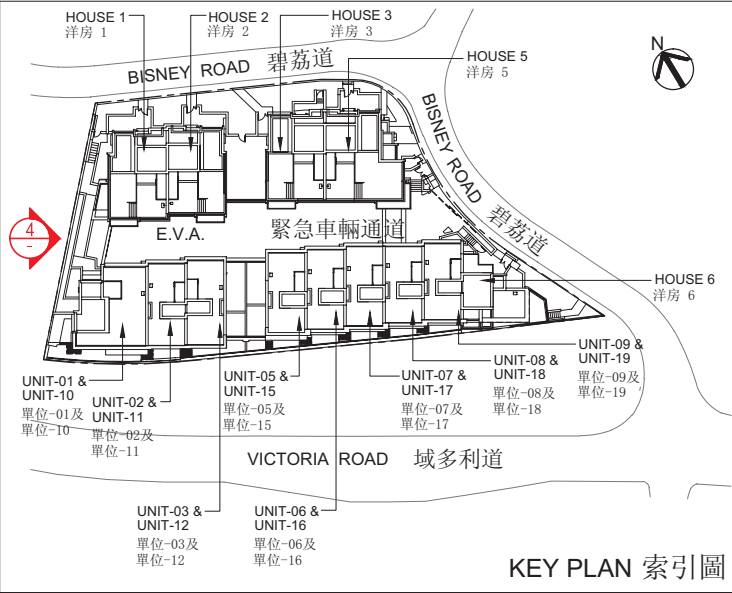 HOUSE 1
洋房 1
HOUSE 2
洋房 2
HOUSE 3
洋房 3
BISNEY ROAD 碧荔道
HOUSE 5
洋房 5
N
BISNEY ROAD 碧荔道
4
-
E.V.A. 緊急車輛通道
HOUSE 6
洋房 6
UNIT-01 &
UNIT-10
單位-01及
單位-10
UNIT-02 &
UNIT-11
單位-02及
單位-11
UNIT-05 &
UNIT-15
單位-05及
單位-15
UNIT-07 &
UNIT-17
單位-07及
單位-17
UNIT-08 &
UNIT-18
單位-08及
單位-18
UNIT-09 &
UNIT-19
單位-09及
單位-19
VICTORIA ROAD 域多利道
UNIT-03 &
UNIT-12
單位-03及
單位-12
UNIT-06 &
UNIT-16
單位-06及
單位-16
KEY PLAN 索引圖